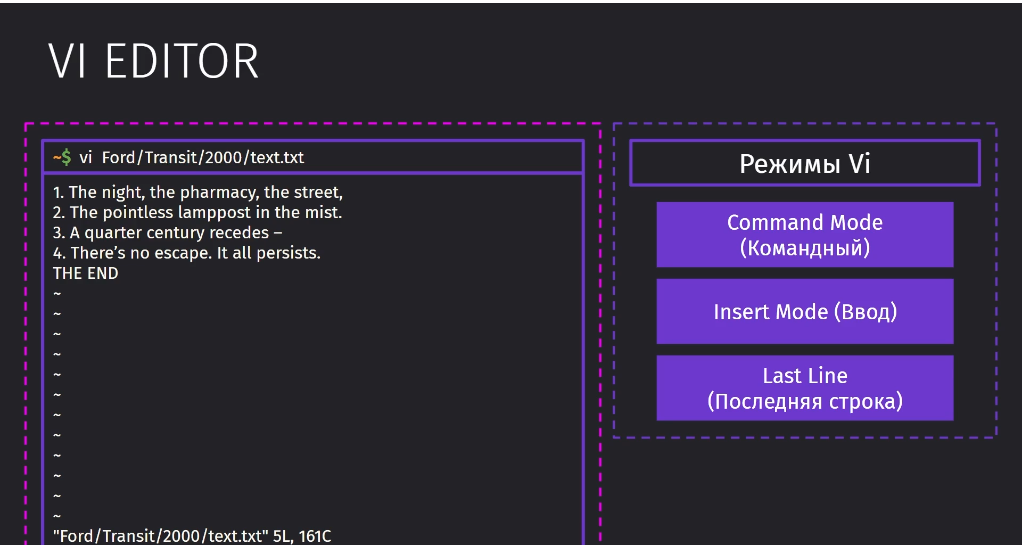 VI EDITOR
~$ vi Ford/Transit/2000/text.txt
1. The night, the pharmacy, the street,
2. The pointless lamppost in the mist.
3. A quarter century recedes –
4. There's no escape. It all persists.
THE END
~
~
~
~
~
~
~
~
~
~
~
~
"Ford/Transit/2000/text.txt" 5L, 161C
Режимы Vi
Command Mode
(Командный)
Insert Mode (Ввод)
Last Line
(Последняя строка)